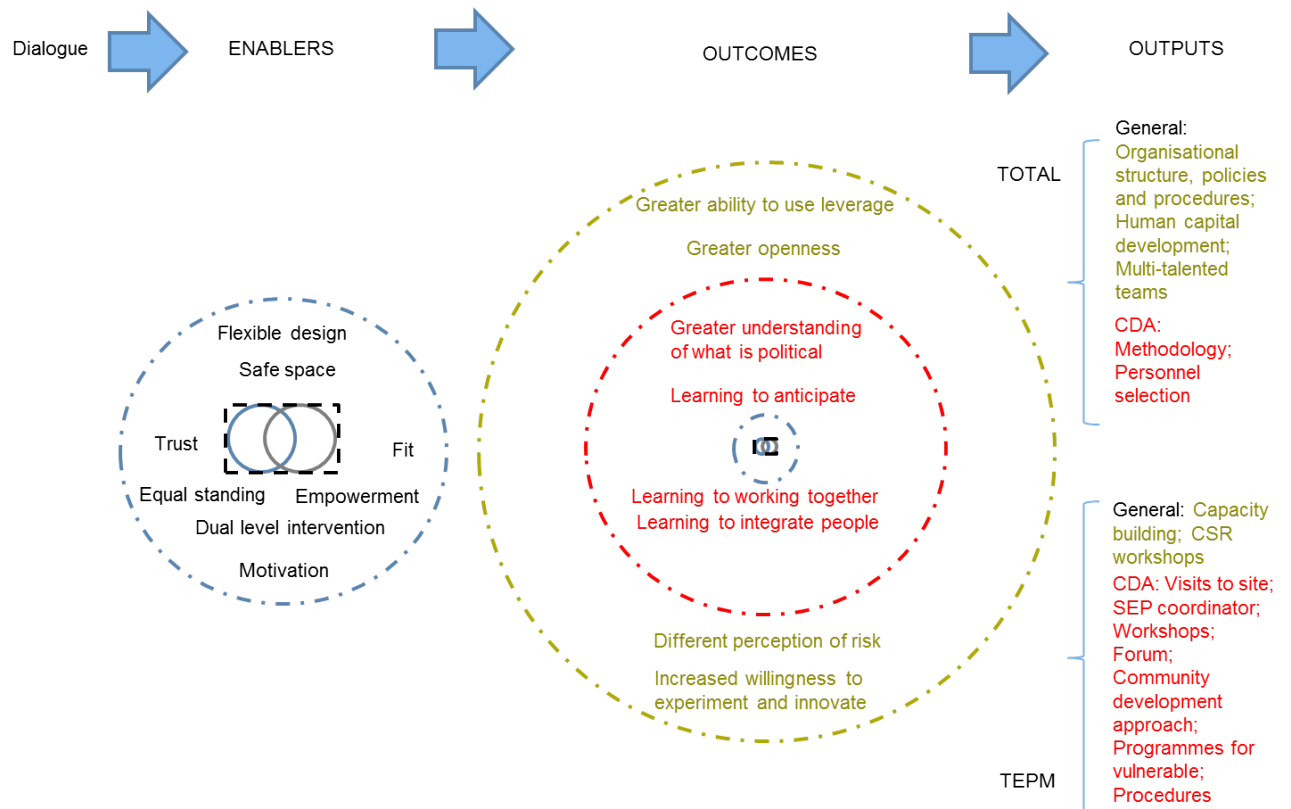 Dialogue
ENABLERS
OUTCOMES
OUTPUTS
Flexible design
Safe space
Trust
Fit
Equal standing
Empowerment
Dual level intervention
Motivation
Greater ability to use leverage
Greater openness
Greater understanding
of what is political
Learning to anticipate
Learning to working together
Learning to integrate people
Different perception of risk
Increased willingness to
experiment and innovate
TOTAL
General:
Organisational
structure, policies
and procedures;
Human capital
development;
Multi-talented
teams
CDA:
Methodology;
Personnel
selection
TEPM
General: Capacity
building; CSR
workshops
CDA: Visits to site;
SEP coordinator;
Workshops;
Forum;
Community
development
approach;
Programmes for
vulnerable;
Procedures